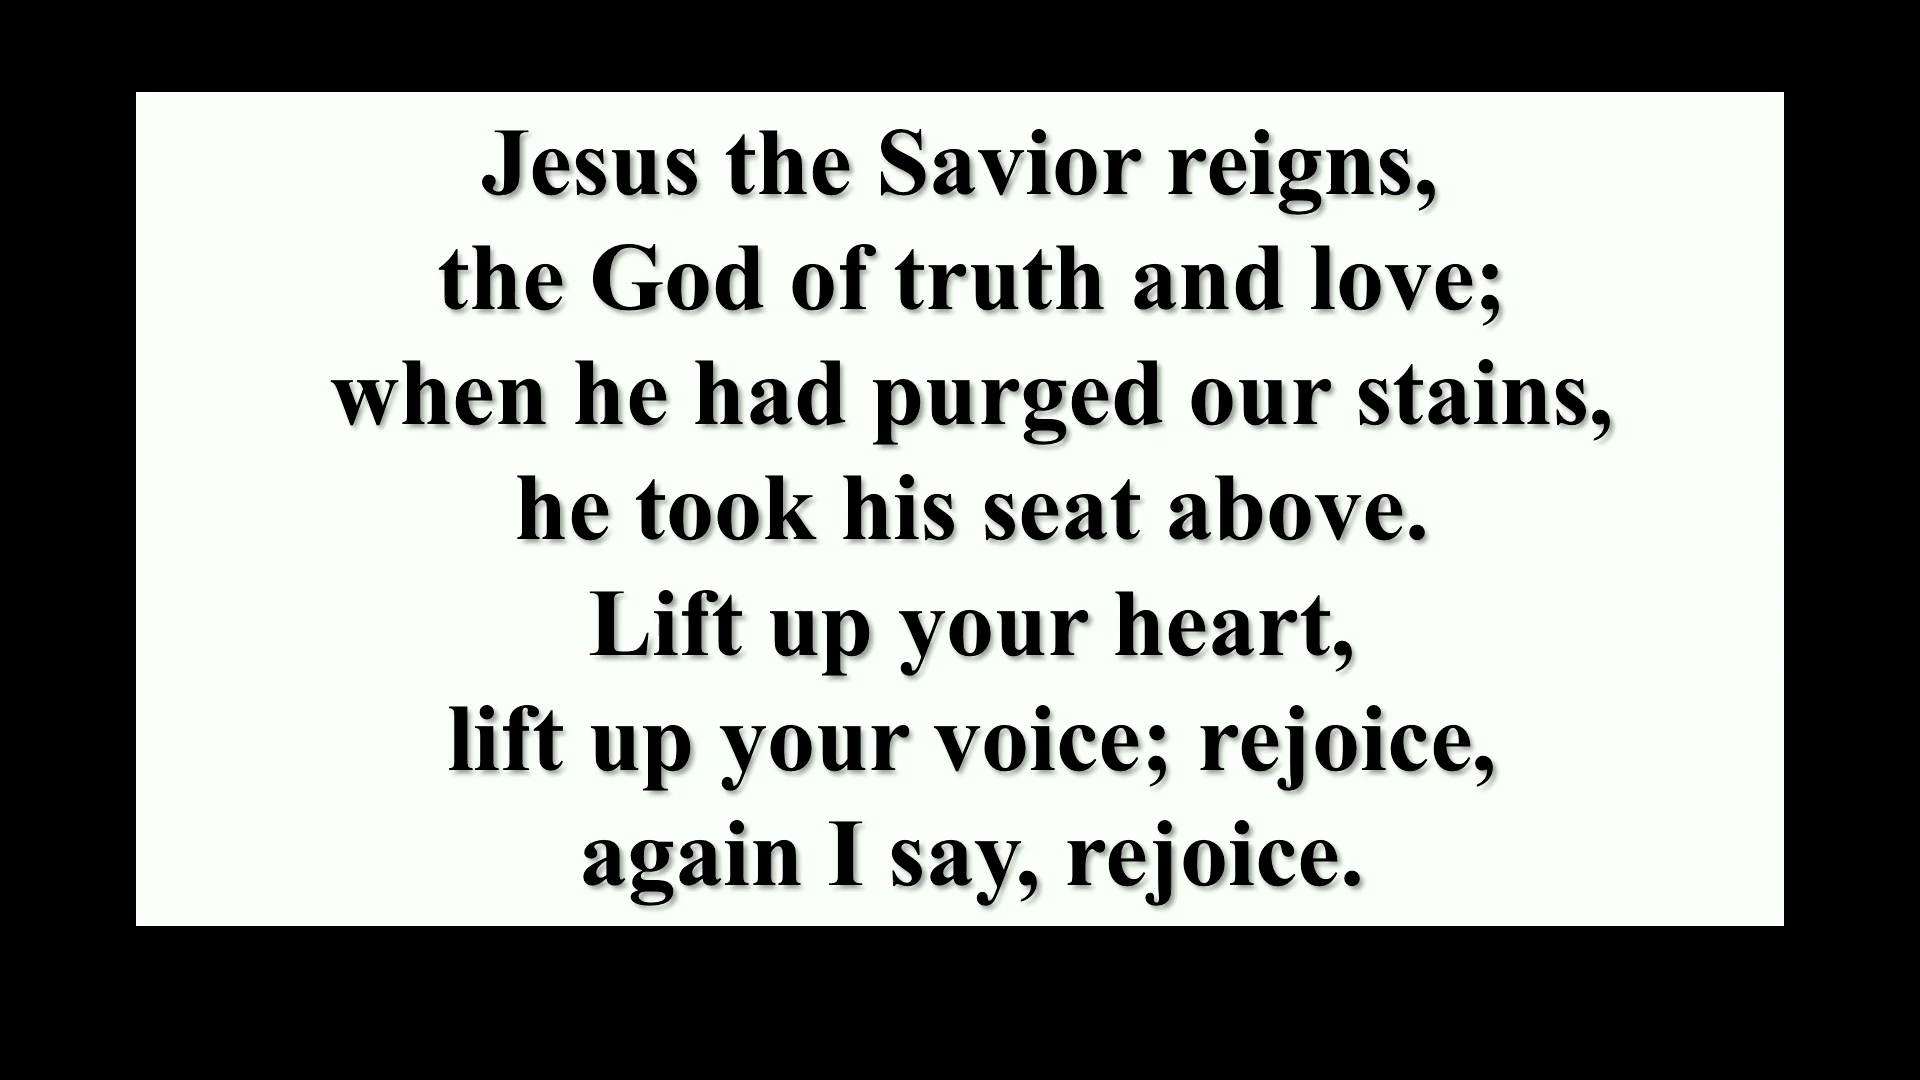 Jesus the Savior reigns,
the God of truth and love;
when he had purged our stains,
he took his seat above.
Lift up your heart,
lift up your voice; rejoice,
again I say, rejoice.